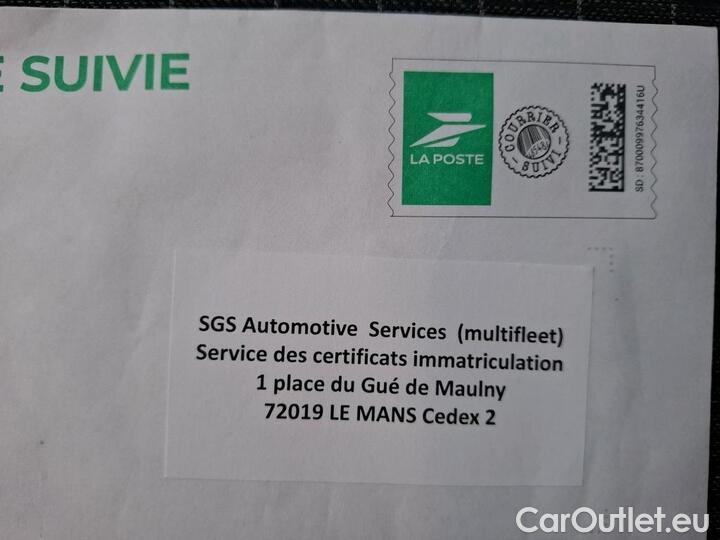 E SUIVIE
LA POSTE
COURRIER
SUIVI
SD : 87000997634416U
SGS Automotive Services (multifleet)
Service des certificats immatriculation
1 place du Gué de Maulny
72019 LE MANS Cedex 2
CarOutlet.eu